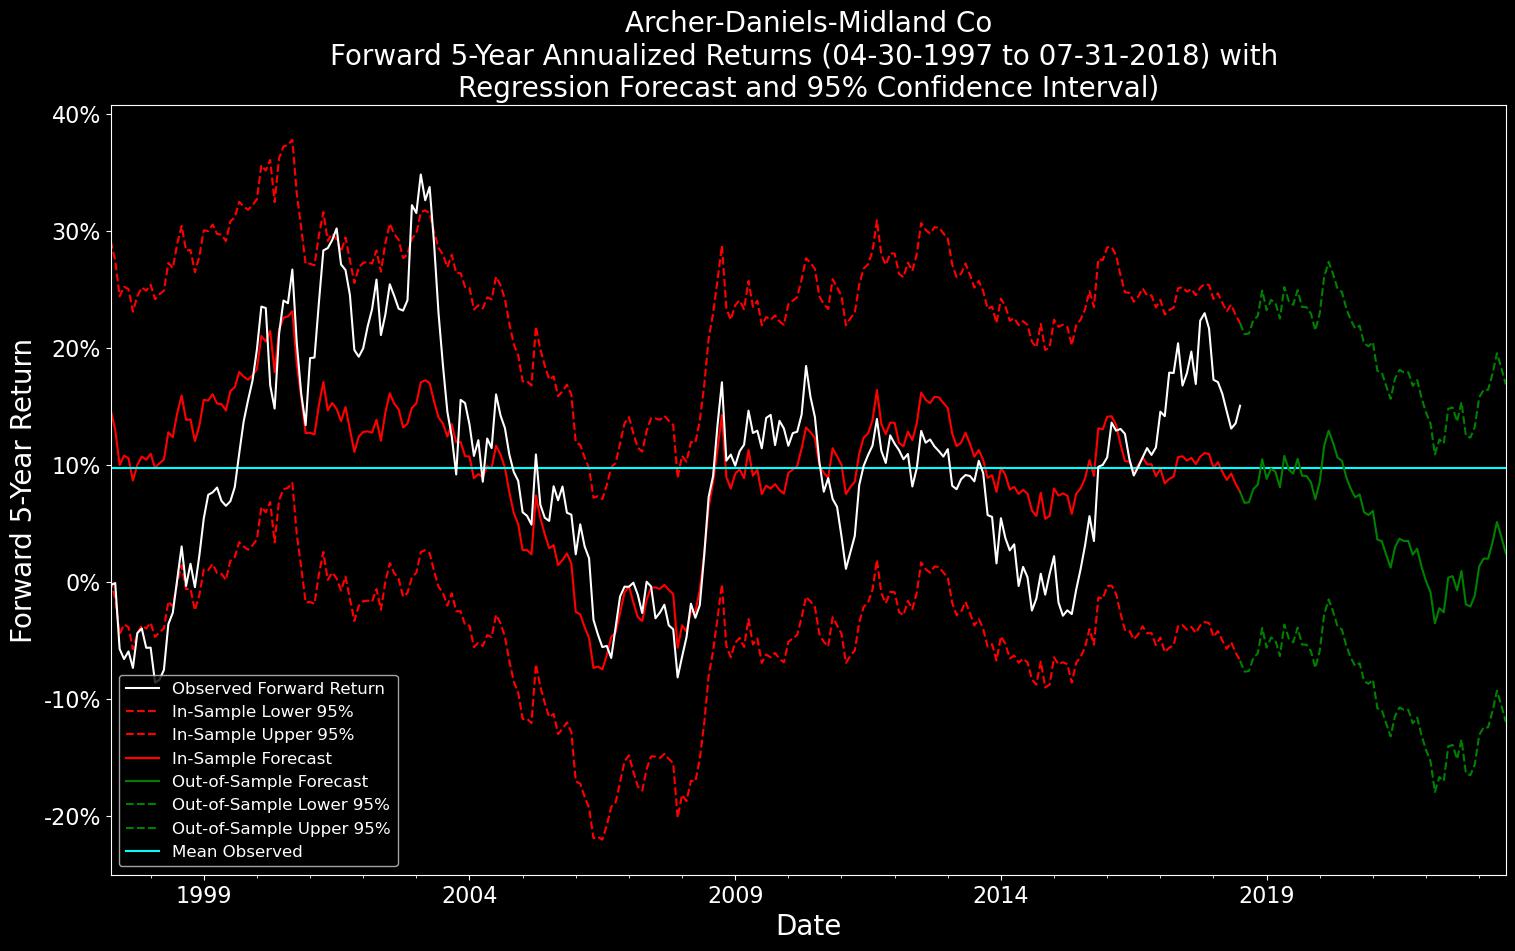 Archer-Daniels-Midland Co
Forward 5-Year Annualized Returns (04-30-1997 to 07-31-2018) with
Regression Forecast and 95% Confidence Interval)
40%
30%
20%
10%
0%
-10%
-20%
Forward 5-Year Return
Observed Forward Return
In-Sample Lower 95%
In-Sample Upper 95%
In-Sample Forecast
Out-of-Sample Forecast
Out-of-Sample Lower 95%
Out-of-Sample Upper 95%
Mean Observed
1999
2004
2009
2014
2019
Date